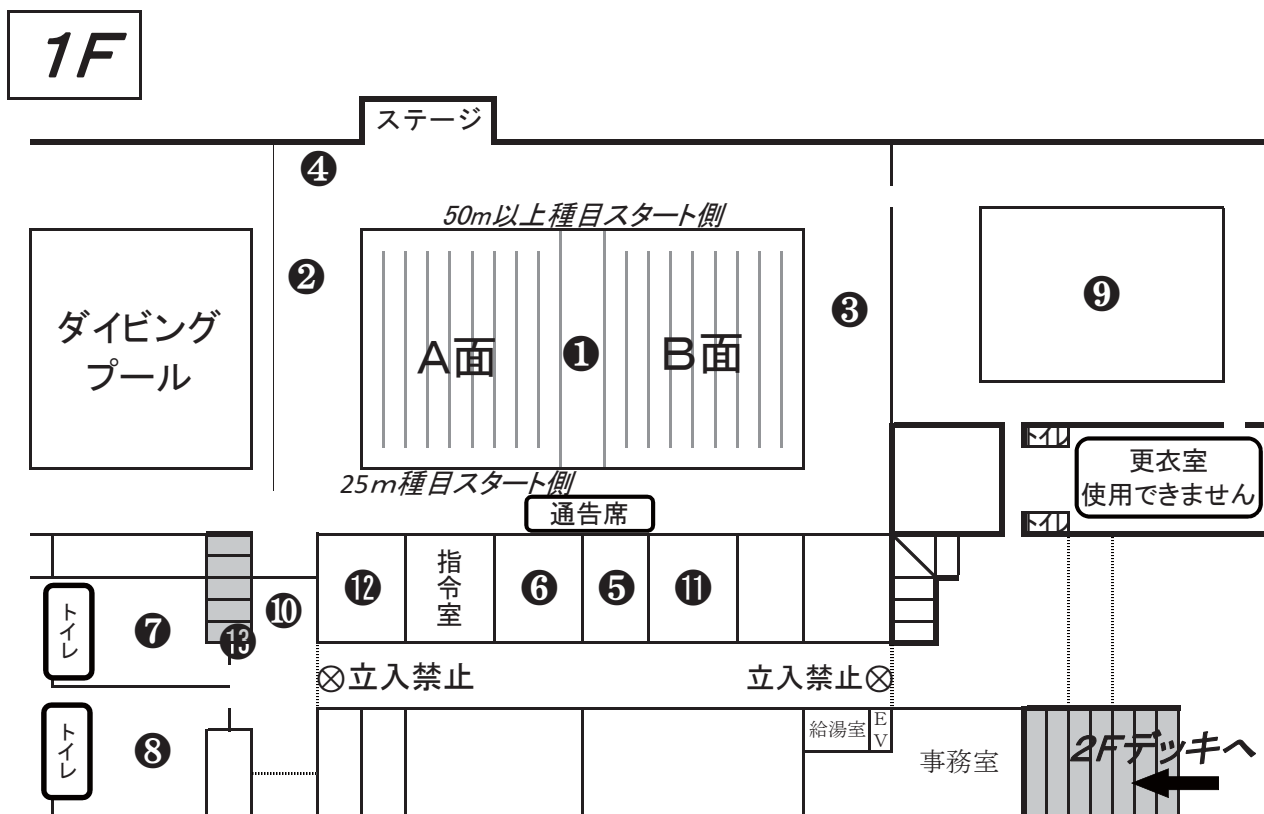 1F
ステージ
❹
50m以上種目スタート側
❷
❸
❾
ダイビング
プール
A面
❶
B面
25m種目スタート側
通告席
トイレ
更衣室
使用できません
トイレ
⓬
指令室
❻
❺
⓫
トイレ
❼
⓭
❿
⊗立入禁止
立入禁止⊗
トイレ
❽
給湯室
EV
事務室
2Fデッキへ